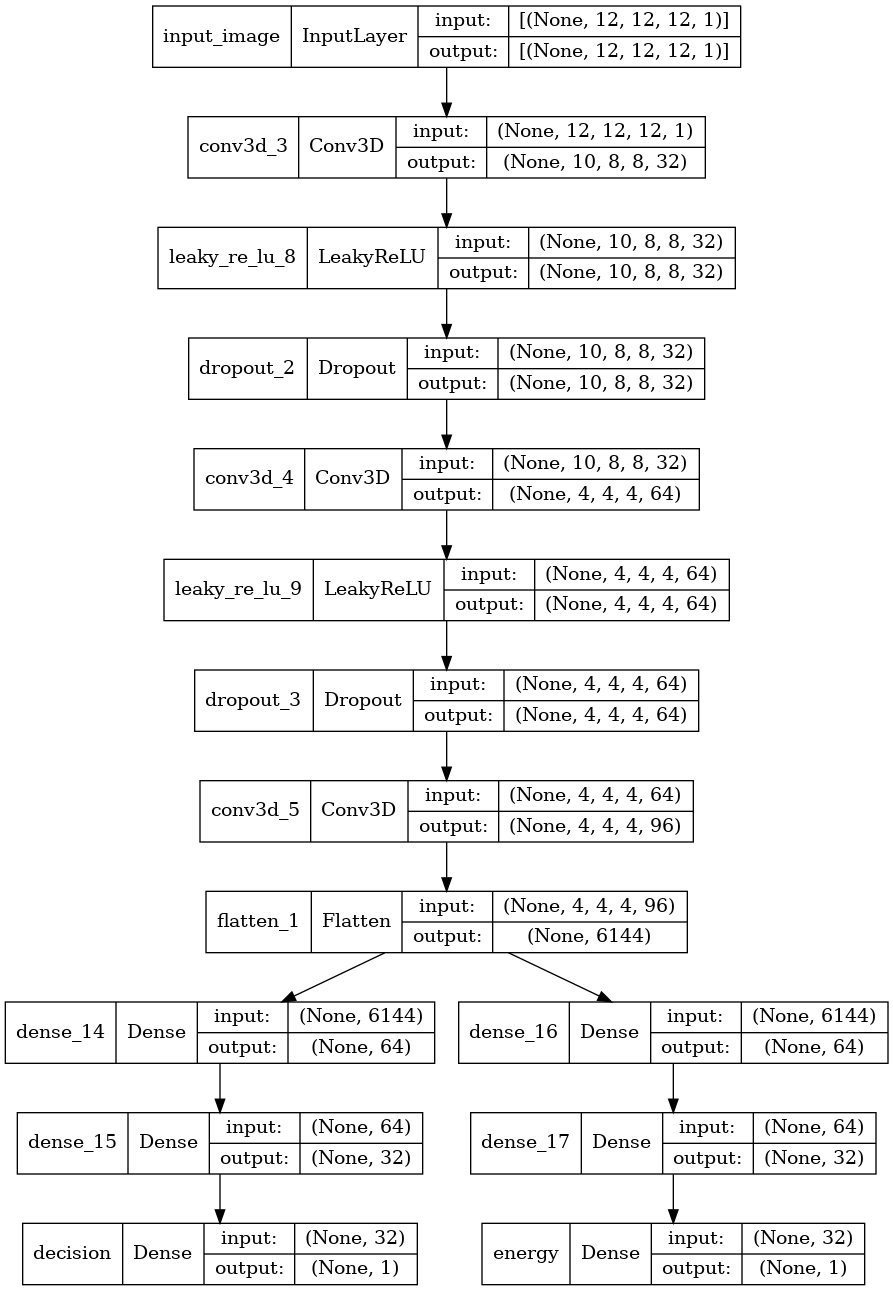 input_image InputLayer input: [(None, 12, 12, 12, 1)]
output: [(None, 12, 12, 12, 1)]
conv3d_3 Conv3D input: (None, 12, 12, 12, 1)
output: (None, 10, 8, 8, 32)
leaky_re_lu_8 LeakyReLU input: (None, 10, 8, 8, 32)
output: (None, 10, 8, 8, 32)
dropout_2 Dropout input: (None, 10, 8, 8, 32)
output: (None, 10, 8, 8, 32)
conv3d_4 Conv3D input: (None, 10, 8, 8, 32)
output: (None, 4, 4, 4, 64)
leaky_re_lu_9 LeakyReLU input: (None, 4, 4, 4, 64)
output: (None, 4, 4, 4, 64)
dropout_3 Dropout input: (None, 4, 4, 4, 64)
output: (None, 4, 4, 4, 64)
conv3d_5 Conv3D input: (None, 4, 4, 4, 64)
output: (None, 4, 4, 4, 96)
flatten_1 Flatten input: (None, 4, 4, 4, 96)
output: (None, 6144)
dense_14 Dense input: (None, 6144)
output: (None, 64)
dense_16 Dense input: (None, 6144)
output: (None, 64)
dense_15 Dense input: (None, 64)
output: (None, 32)
dense_17 Dense input: (None, 64)
output: (None, 32)
decision Dense input: (None, 32)
output: (None, 1)
energy Dense input: (None, 32)
output: (None, 1)